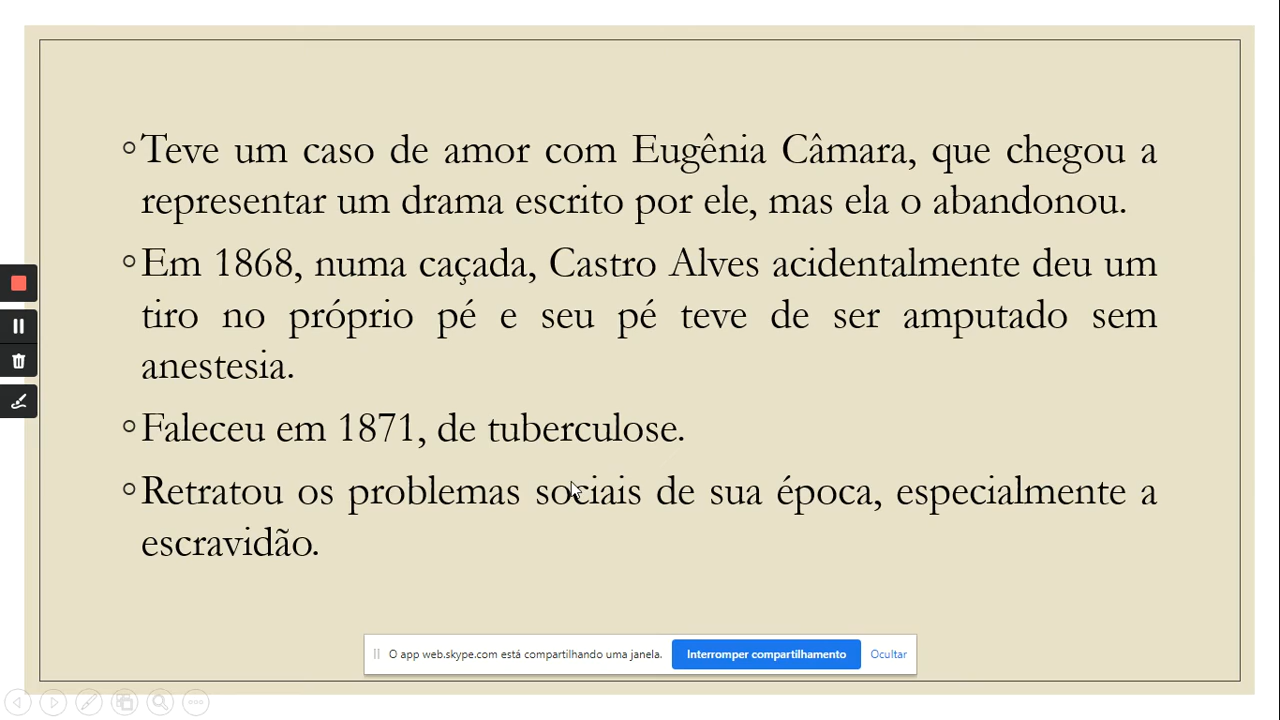 ◦Teve um caso de amor com Eugênia Câmara, que chegou a
representar um drama escrito por ele, mas ela o abandonou.
◦Em 1868, numa caçada, Castro Alves acidentalmente deu um
tiro no próprio pé e seu pé teve de ser amputado sem
anestesia.
◦Faleceu em 1871, de tuberculose.
◦Retratou os problemas sociais de sua época, especialmente a
escravidão.
O app web.skype.com está compartilhando uma janela. Interromper compartilhamento Ocultar